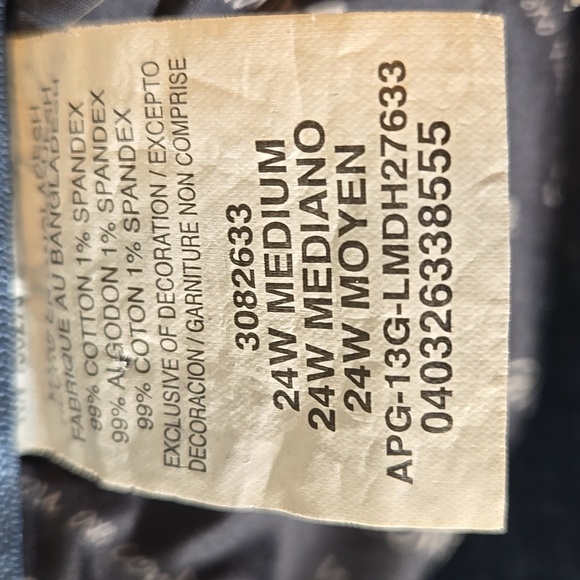 FABRIQUE AU BANGLADESH
99% COTTON 1% SPANDEX
99% ALGODON 1% SPANDEX
99% COTON 1% SPANDEX
EXCLUSIVE OF DECORATION / EXCEPTO
DECORACION / GARNITURE NON COMPRISE
3082633
24W MEDIUM
24W MEDIANO
24W MOYEN
APG-13G-LMDH27633
040326338555